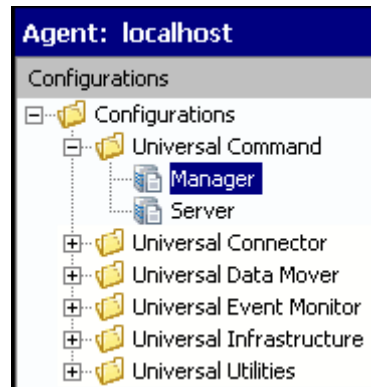 Agent: localhost
Configurations
Configurations
Universal Command
Manager
Server
Universal Connector
Universal Data Mover
Universal Event Monitor
Universal Infrastructure
Universal Utilities